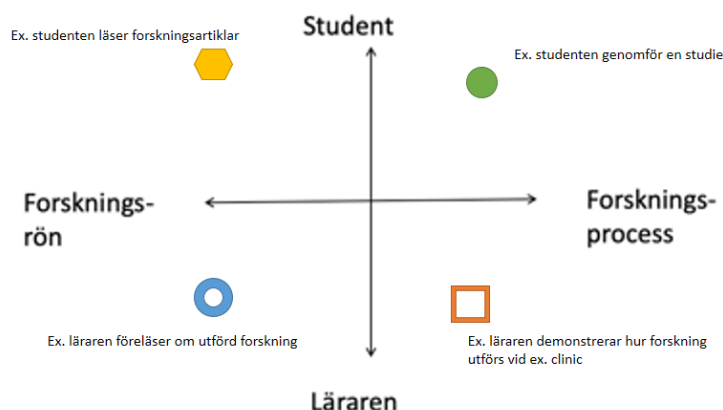 Student
Ex. studenten läser forskningsartiklar
Ex. studenten genomför en studie
Forsknings-
rön
Forsknings-
process
Ex. läraren föreläser om utförd forskning
Ex. läraren demonstrerar hur forskning
utförs vid ex. clinic
Läraren